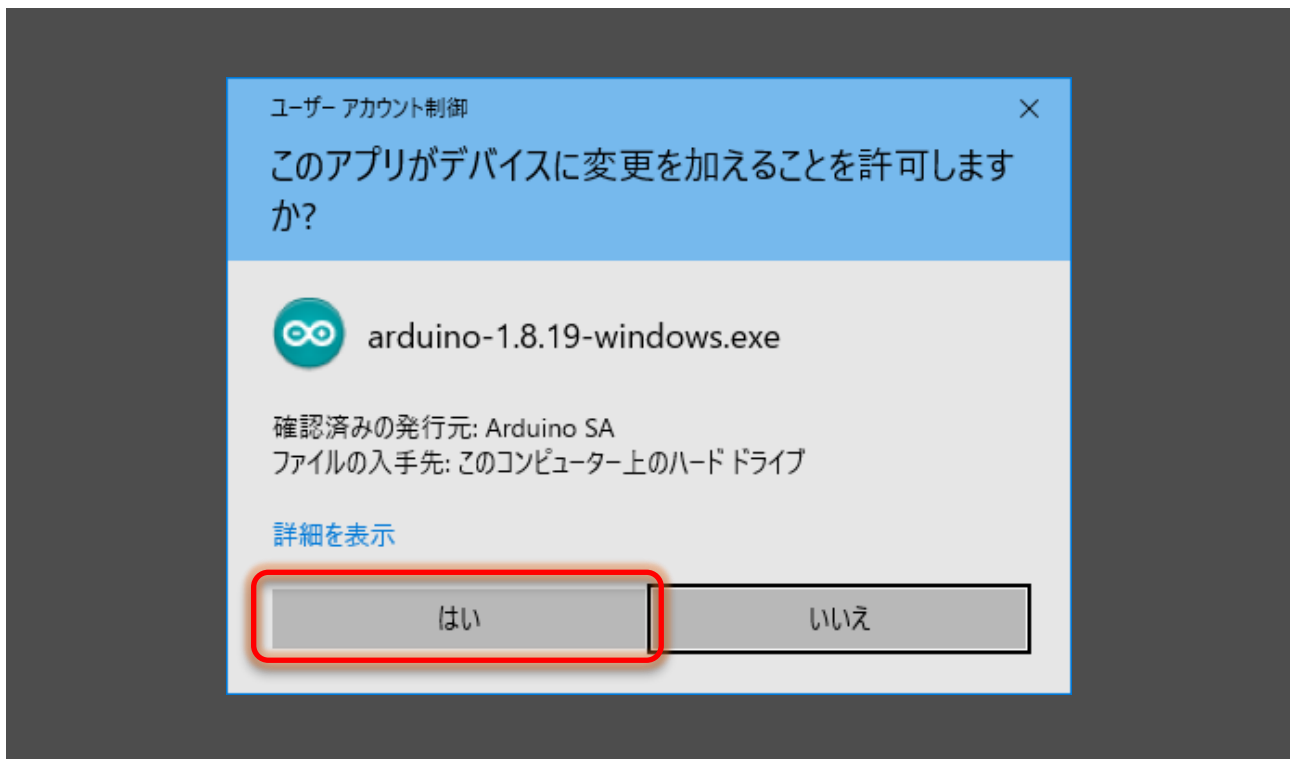 ユーザー アカウント制御
このアプリがデバイスに変更を加えることを許可します
か?
arduino-1.8.19-windows.exe
確認済みの発行元: Arduino SA
ファイルの入手先: このコンピューター上のハード ドライブ
詳細を表示
はい
いいえ